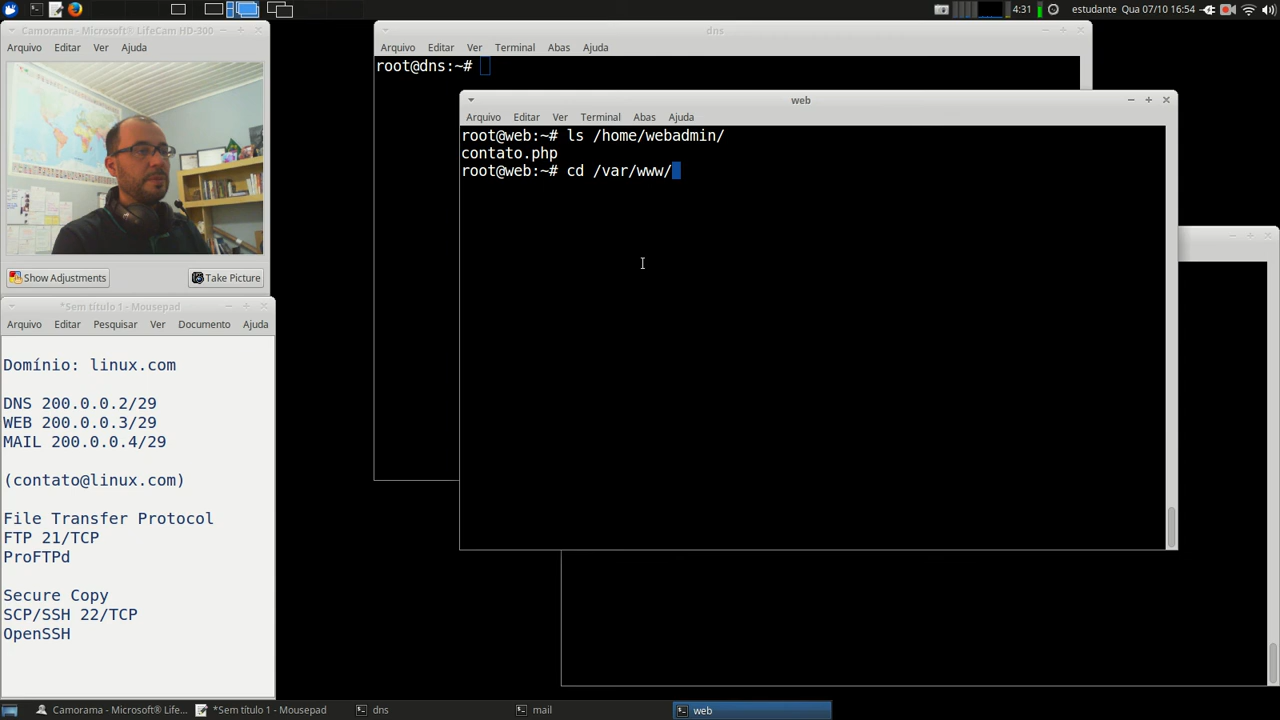 4:31 estudante Qua 07/10 16:54
Camorama - Microsoft® LifeCam HD-300
Arquivo Editar Ver Ajuda
Show Adjustments Take Picture
*Sem título 1 - Mousepad
Arquivo Editar Pesquisar Ver Documento Ajuda
Domínio: linux.com
DNS 200.0.0.2/29
WEB 200.0.0.3/29
MAIL 200.0.0.4/29
(contato@linux.com)
File Transfer Protocol
FTP 21/TCP
ProFTPd
Secure Copy
SCP/SSH 22/TCP
OpenSSH
dns
Arquivo Editar Ver Terminal Abas Ajuda
root@dns:~#
web
Arquivo Editar Ver Terminal Abas Ajuda
root@web:~# ls /home/webadmin/
contato.php
root@web:~# cd /var/www/
Camorama - Microsoft® Life... *Sem título 1 - Mousepad dns mail web